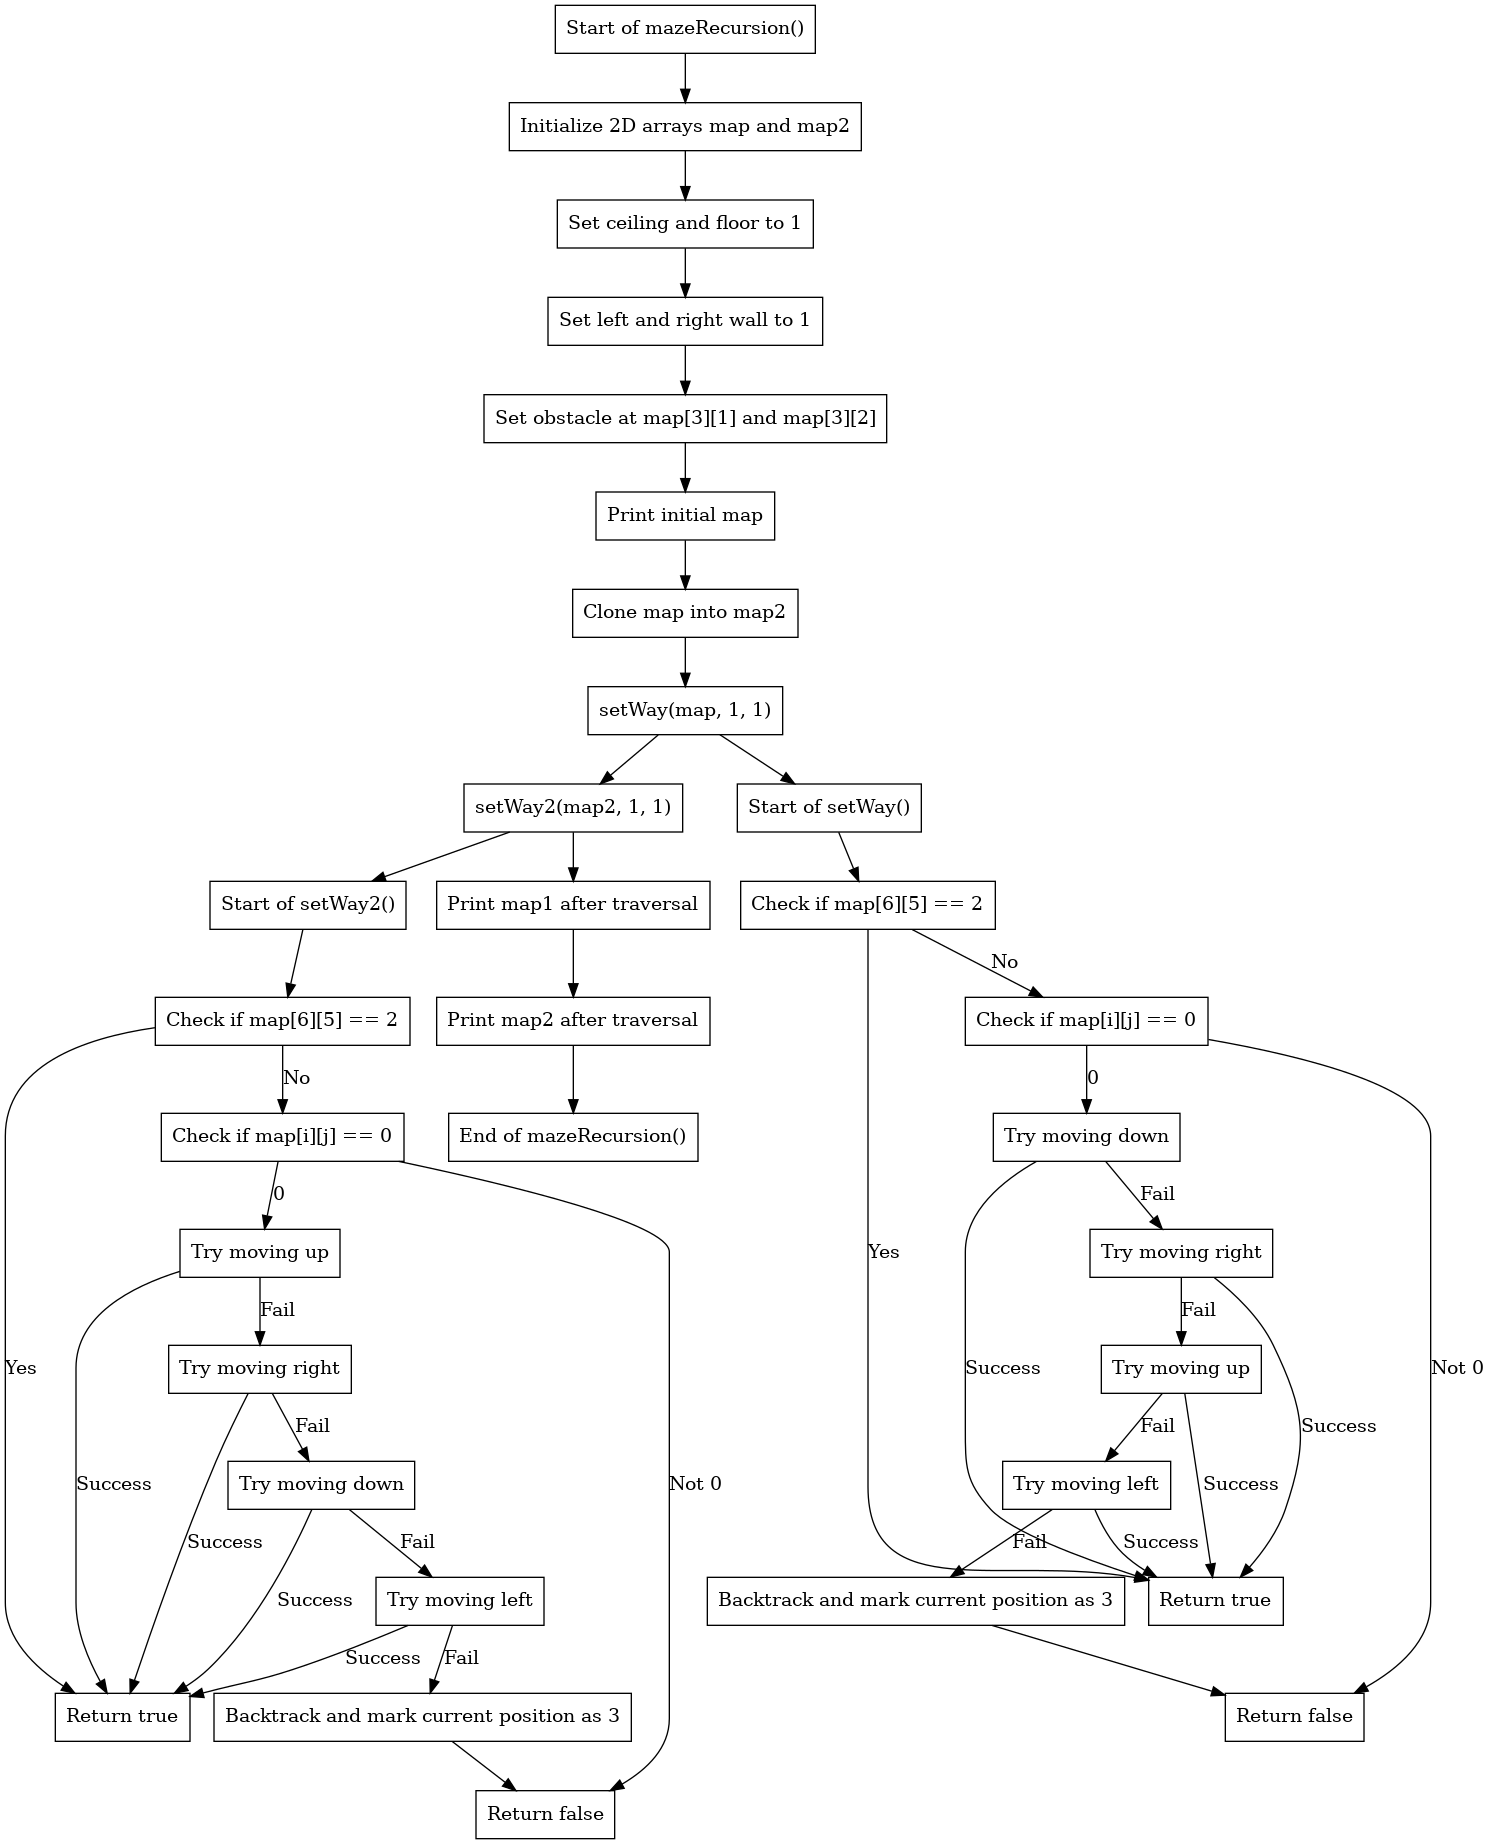 Start of mazeRecursion()
Initialize 2D arrays map and map2
Set ceiling and floor to 1
Set left and right wall to 1
Set obstacle at map[3][1] and map[3][2]
Print initial map
Clone map into map2
setWay(map, 1, 1)
setWay2(map2, 1, 1)
Start of setWay()
Start of setWay2()
Print map1 after traversal
Check if map[6][5] == 2
No
Check if map[6][5] == 2
Print map2 after traversal
Check if map[i][j] == 0
No
0
Check if map[i][j] == 0
End of mazeRecursion()
Try moving down
0
Fail
Try moving up
Yes
Try moving right
Fail
Fail
Yes
Try moving right
Success
Try moving up
Not 0
Fail
Fail
Success
Success
Try moving down
Not 0
Try moving left
Success
Success
Fail
Fail
Success
Success
Try moving left
Backtrack and mark current position as 3
Return true
Success
Fail
Return true
Backtrack and mark current position as 3
Return false
Return false